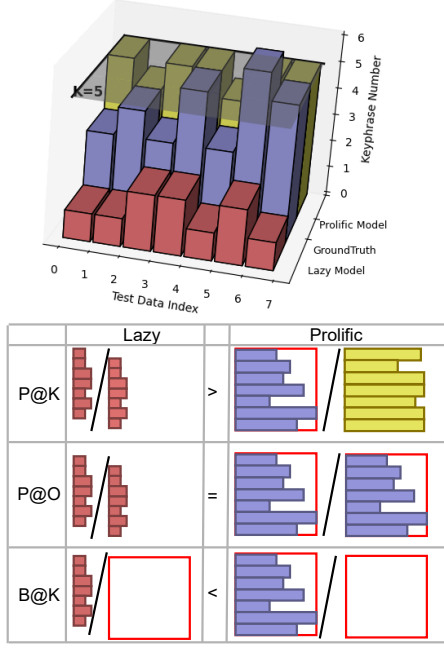 6
5
4
3
2
1
0
Keyphrase Number
K=5
Prolific Model
GroundTruth
Lazy Model
0 1 2 3 4 5 6 7
Test Data Index
Lazy Prolific
P@K > 
P@O =
B@K <